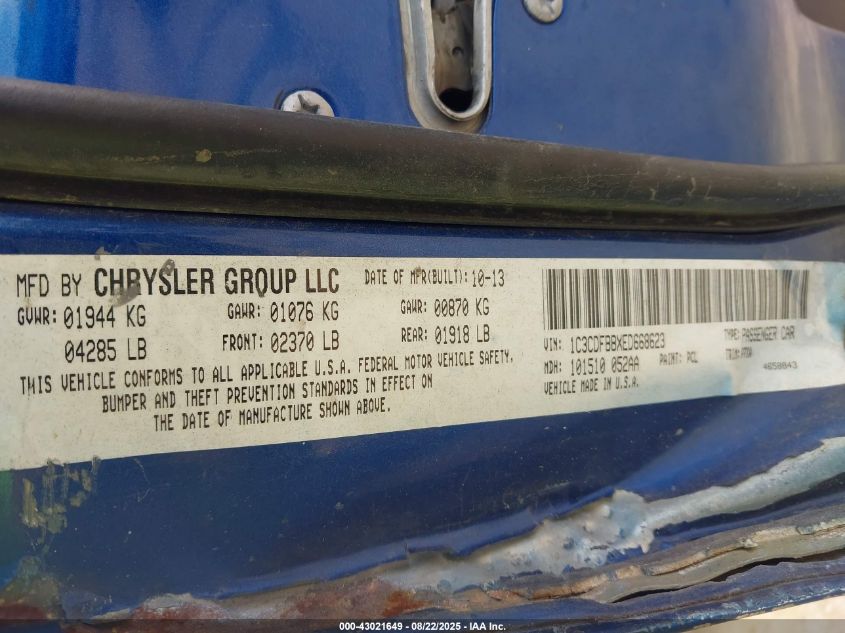 MFD BY CHRYSLER GROUP LLC
DATE OF MFR(BUILT): 10-13
GVWR: 01944 KG GAWR: 01076 KG GAWR: 00870 KG
04285 LB FRONT: 02370 LB REAR: 01918 LB
THIS VEHICLE CONFORMS TO ALL APPLICABLE U.S.A. FEDERAL MOTOR VEHICLE SAFETY,
BUMPER AND THEFT PREVENTION STANDARDS IN EFFECT ON
THE DATE OF MANUFACTURE SHOWN ABOVE.
VIN: 1C3CDFBBXED668623 TYPE: PASSENGER CAR
MDH: 101510 052AA PAINT: PCL TRIM:
VEHICLE MADE IN U.S.A. 4658843
000-43021649 - 08/22/2025 - IAA Inc.